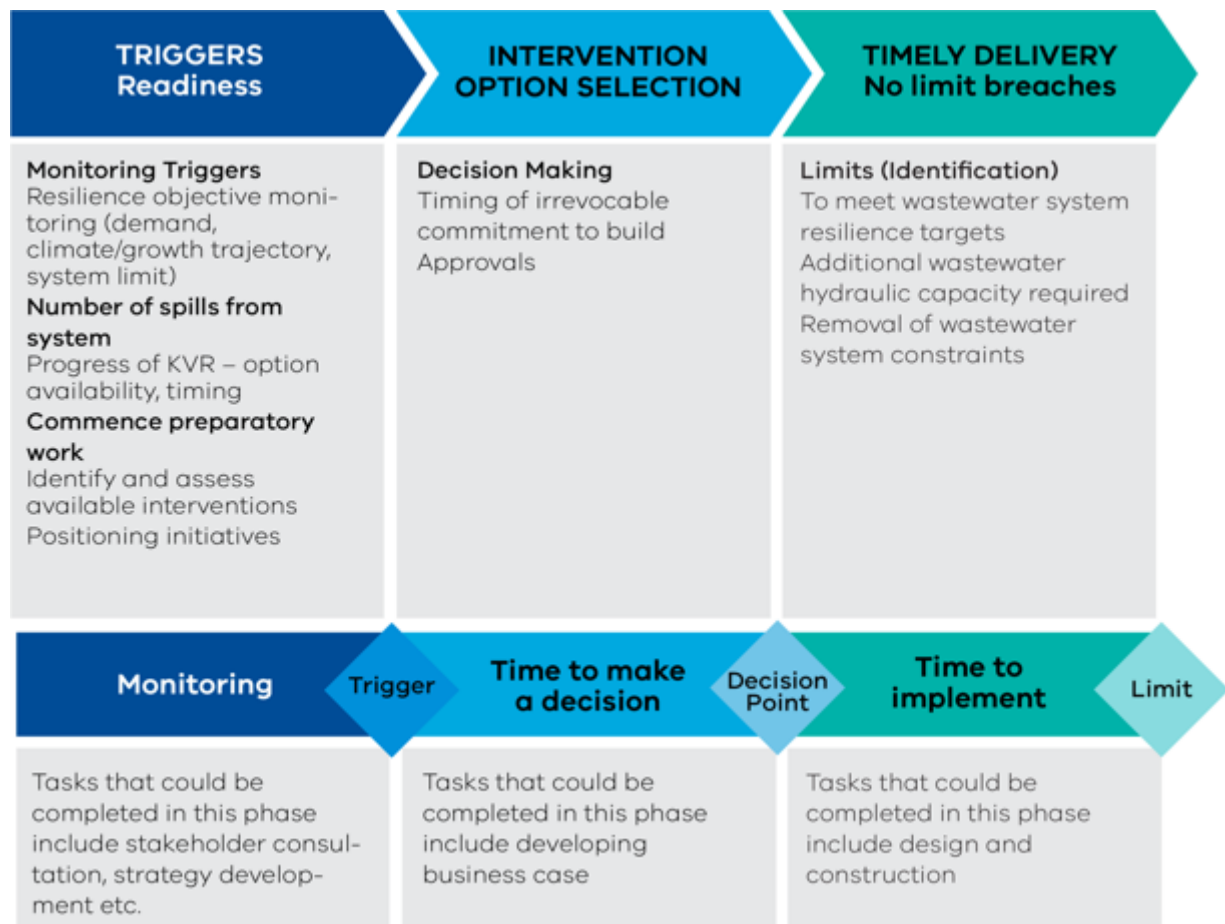 TRIGGERS
Readiness
INTERVENTION
OPTION SELECTION
TIMELY DELIVERY
No limit breaches
Monitoring Triggers
Resilience objective moni-
toring (demand,
climate/growth trajectory,
system limit)
Number of spills from
system
Progress of KVR – option
availability, timing
Commence preparatory
work
Identify and assess
available interventions
Positioning initiatives
Decision Making
Timing of irrevocable
commitment to build
Approvals
Limits (Identification)
To meet wastewater system
resilience targets
Additional wastewater
hydraulic capacity required
Removal of wastewater
system constraints
Monitoring
Trigger
Time to make
a decision
Decision
Point
Time to
implement
Limit
Tasks that could be
completed in this phase
include stakeholder consul-
tation, strategy develop-
ment etc.
Tasks that could be
completed in this phase
include developing
business case
Tasks that could be
completed in this phase
include design and
construction